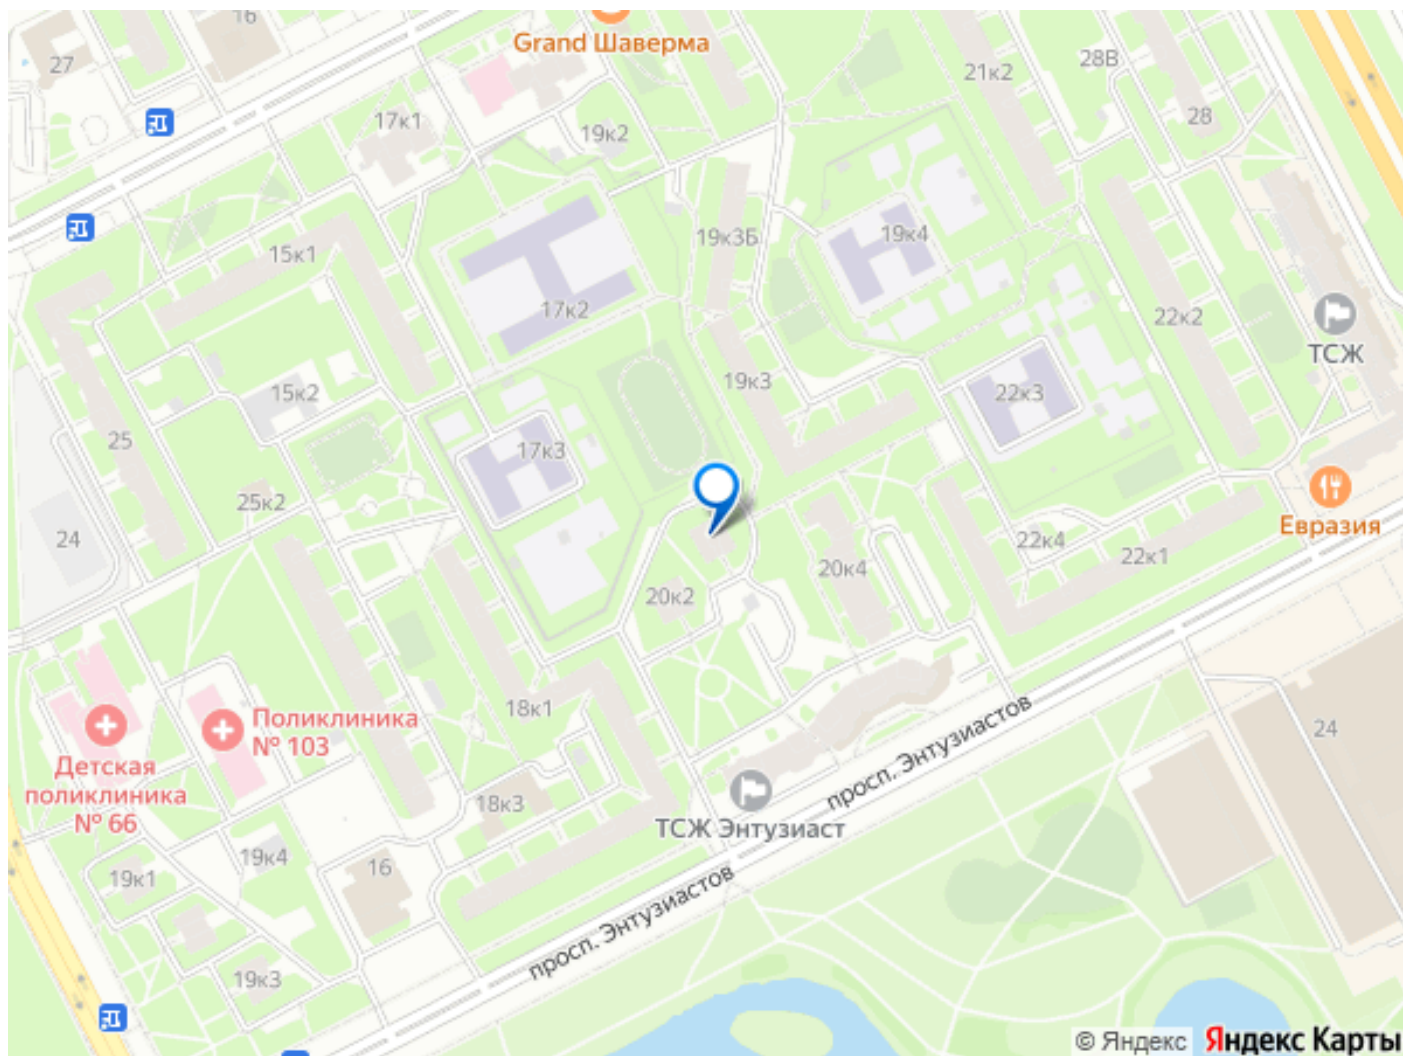 16
27
Grand Шаверма
21к2
28В
28
17к1
19к2
15к1
19к3Б
19к4
17к2
22к2
ТСЖ
19к3
15к2
22к3
25
17к3
25к2
24
Евразия
22к4
22к1
20к4
20к2
18к1
Поликлиника
№ 103
Детская
поликлиника
№ 66
18к3
24
просп. Энтузиастов
ТСЖ Энтузиаст
19к4
16
19к1
просп. Энтузиастов
19к3
© Яндекс Яндекс Карты